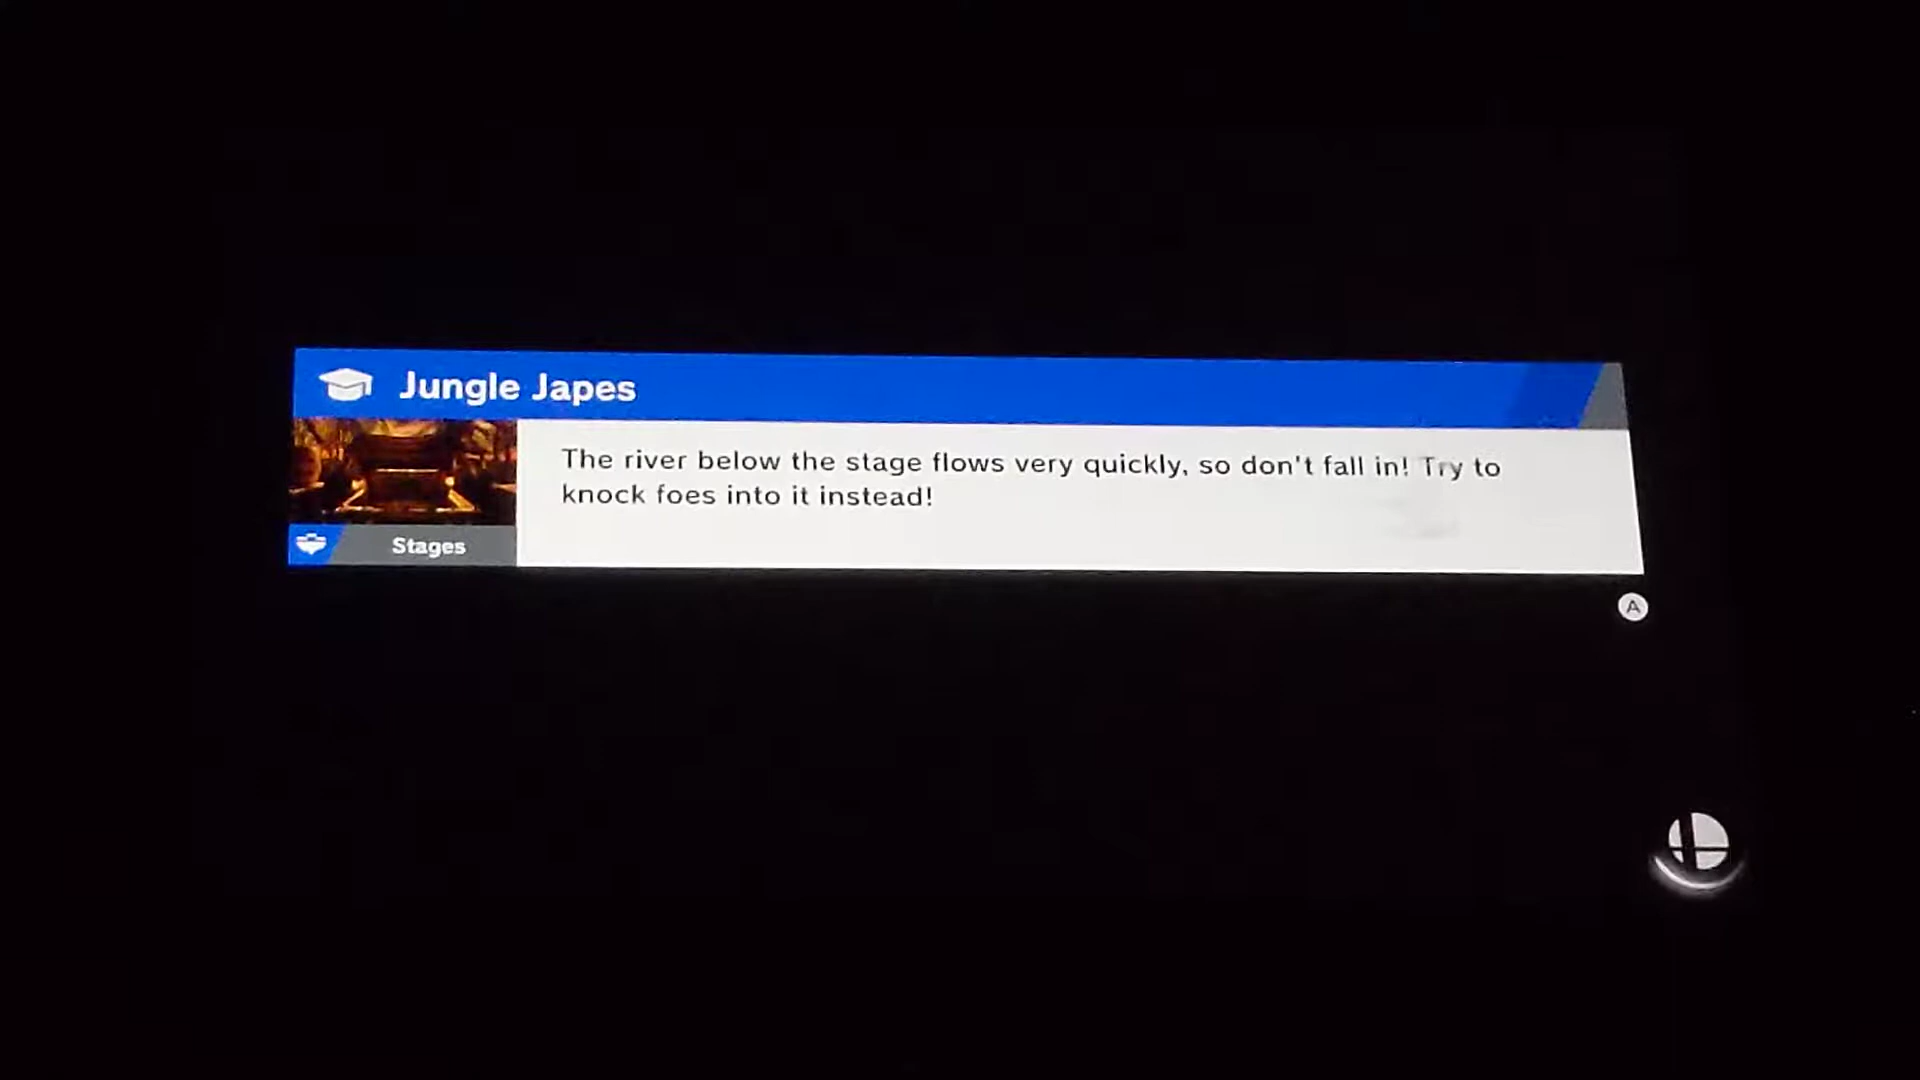 Jungle Japes
The river below the stage flows very quickly, so don't fall in! Try to
knock foes into it instead!
Stages
A